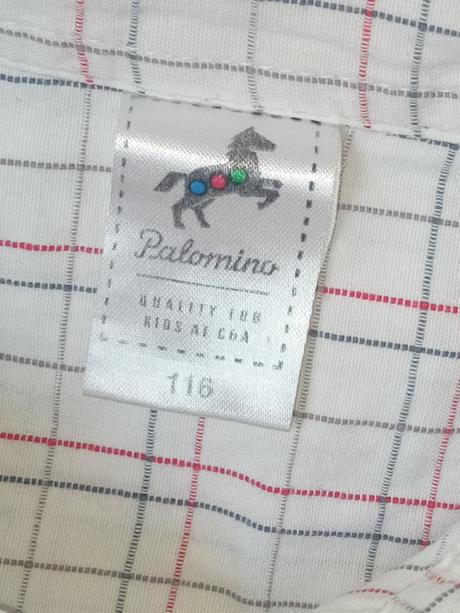 Palomino
QUALITY FOR
KIDS AT C&A
116